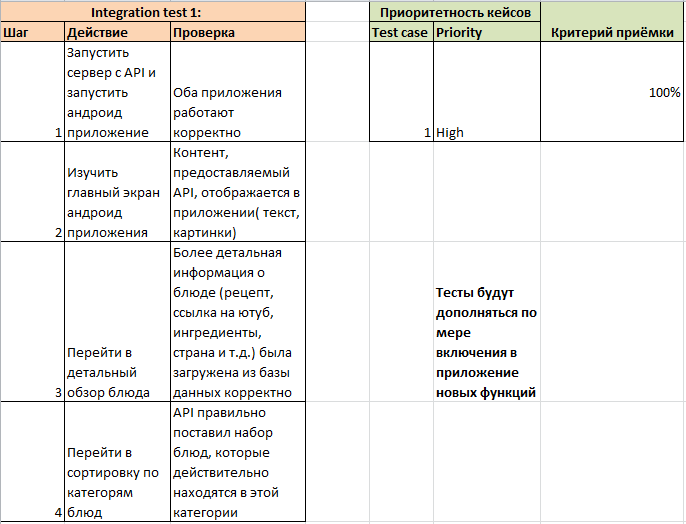 Integration test 1:
Шаг Действие Проверка
1
Запустить
сервер с API и
запустить
андроид
приложение
Оба приложения
работают
корректно
2
Изучить
главный экран
андроид
приложения
Контент,
предоставляемый
API, отображается в
приложении( текст,
картинки)
3
Перейти в
детальный
обзор блюда
Более детальная
информация о
блюде (рецепт,
ссылка на ютуб,
ингредиенты,
страна и т.д.) была
загружена из базы
данных корректно
4
Перейти в
сортировку по
категорям
блюд
API правильно
поставил набор
блюд, которые
действительно
находятся в этой
категории
Приоритетность кейсов
Test case Priority
Критерий приёмки
1 High
100%
Тесты будут
дополняться по
мере
включения в
приложение
новых функций